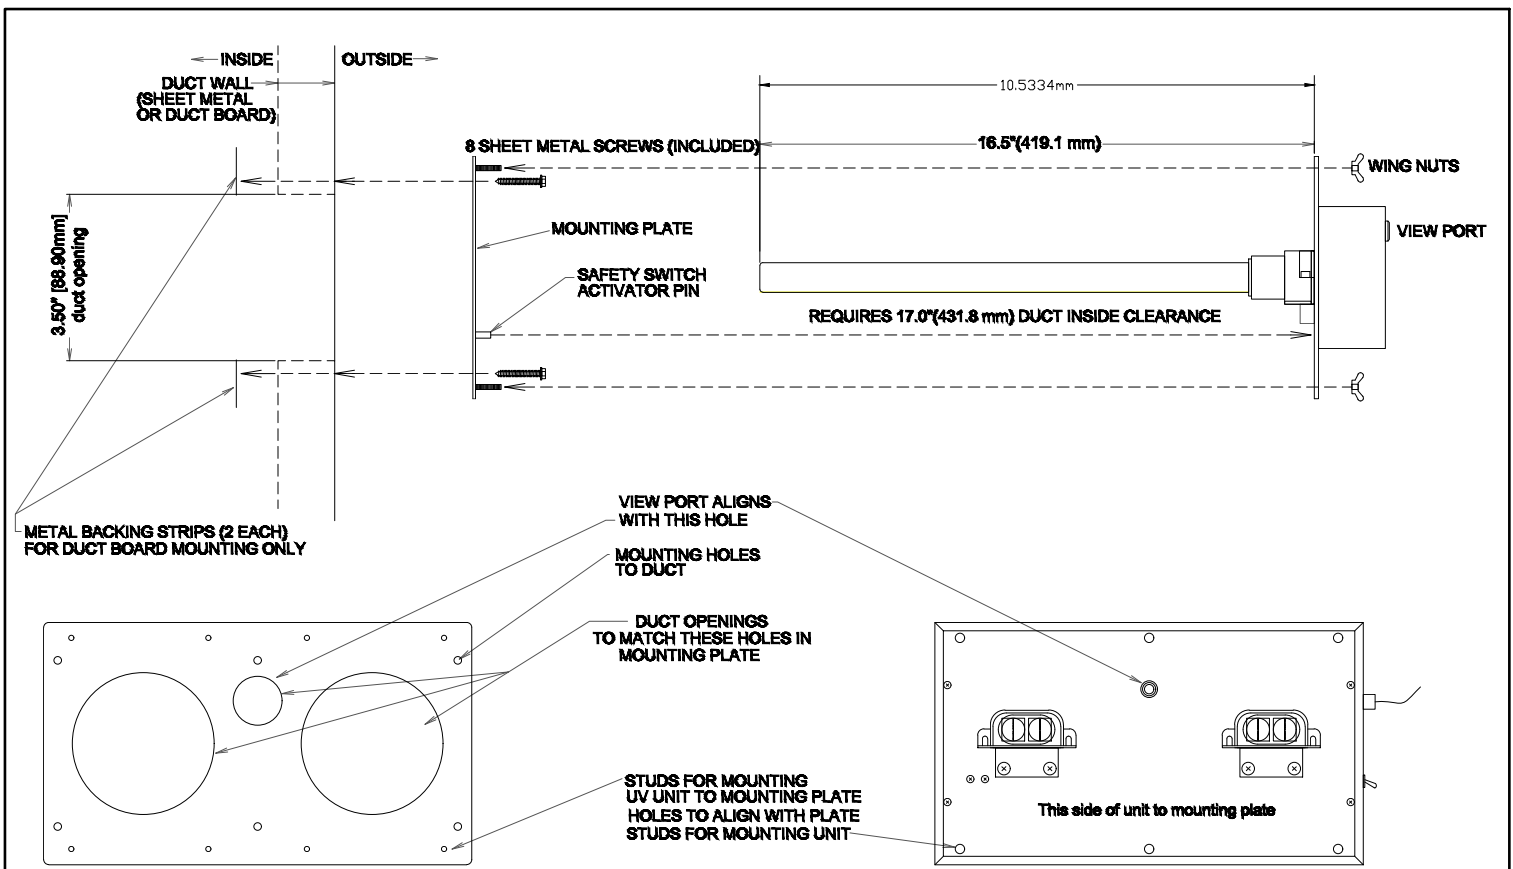 INSIDE
OUTSIDE
DUCT WALL
(SHEET METAL
OR DUCT BOARD)
10.5334mm
8 SHEET METAL SCREWS (INCLUDED)
16.5"(419.1 mm)
WING NUTS
3.50" [88.90mm]
duct opening
MOUNTING PLATE
VIEW PORT
SAFETY SWITCH
ACTIVATOR PIN
REQUIRES 17.0"(431.8 mm) DUCT INSIDE CLEARANCE
METAL BACKING STRIPS (2 EACH)
FOR DUCT BOARD MOUNTING ONLY
VIEW PORT ALIGNS
WITH THIS HOLE
MOUNTING HOLES
TO DUCT
DUCT OPENINGS
TO MATCH THESE HOLES IN
MOUNTING PLATE
STUDS FOR MOUNTING
UV UNIT TO MOUNTING PLATE
HOLES TO ALIGN WITH PLATE
STUDS FOR MOUNTING UNIT
This side of unit to mounting plate